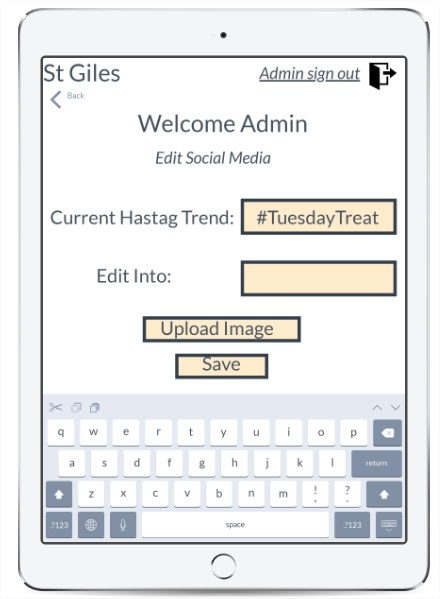 St Giles
Admin sign out
Back
Welcome Admin
Edit Social Media
Current Hastag Trend: #TuesdayTreat
Edit Into:
Upload Image
Save
q w e r t y u i o p
a s d f g h j k l return
z x c v b n m ! , ? .
.?123 space .?123